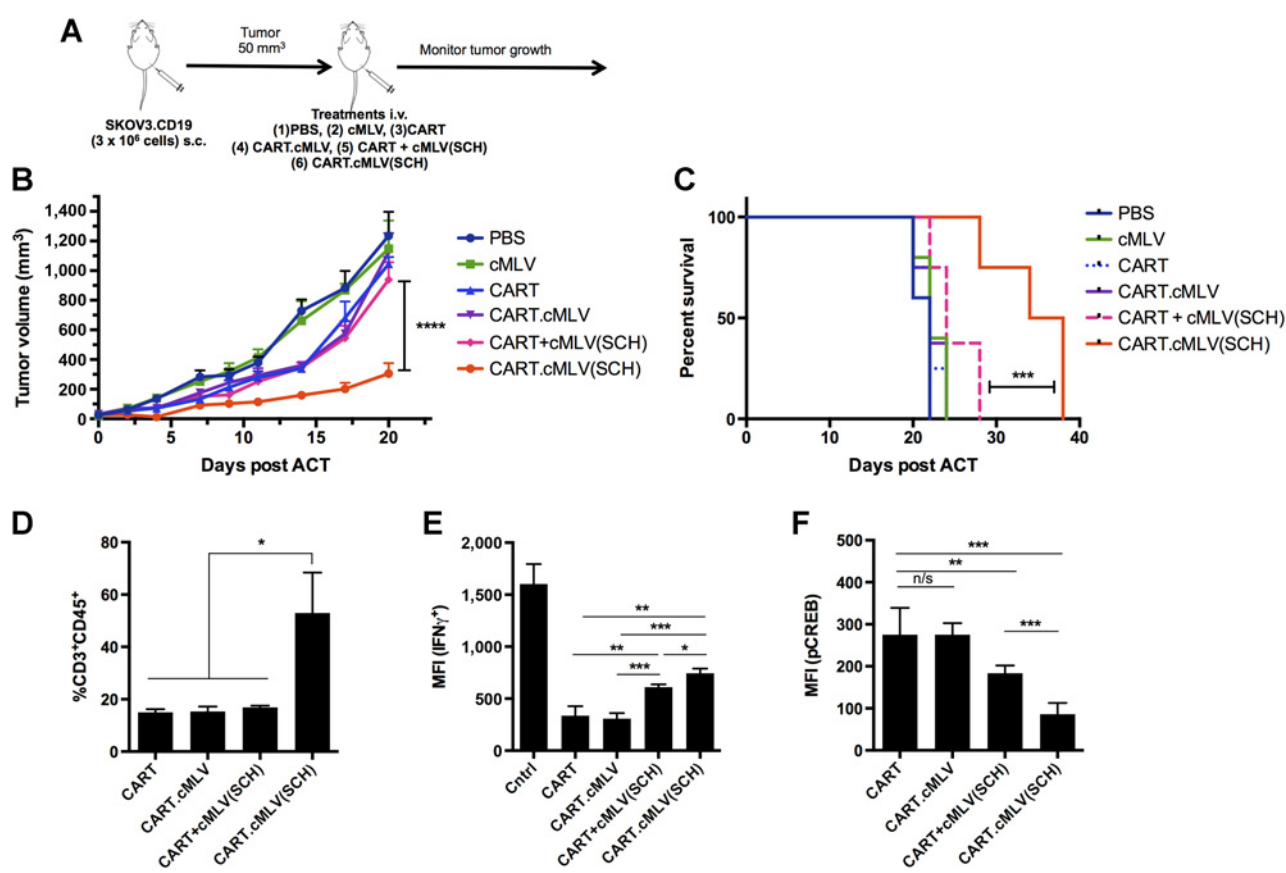 A
Tumor
50 mm³
Monitor tumor growth
SKOV3.CD19
(3 x 10⁶ cells) s.c.
Treatments i.v.
(1)PBS, (2) cMLV, (3)CART
(4) CART.cMLV, (5) CART + cMLV(SCH)
(6) CART.cMLV(SCH)
B
Tumor volume (mm³)
1,400
1,200
1,000
800
600
400
200
0
0
5
10
15
20
Days post ACT
****
PBS
cMLV
CART
CART.cMLV
CART+cMLV(SCH)
CART.cMLV(SCH)
C
Percent survival
100
50
0
0
10
20
30
40
Days post ACT
***
PBS
cMLV
CART
CART.cMLV
CART + cMLV(SCH)
CART.cMLV(SCH)
D
%CD3⁺CD45⁺
80
60
40
20
0
*
CART
CART.cMLV
CART+cMLV(SCH)
CART.cMLV(SCH)
E
MFI (IFNγ⁺)
2,000
1,500
1,000
500
0
**
***
**
*
***
Cntrl
CART
CART.cMLV
CART+cMLV(SCH)
CART.cMLV(SCH)
F
MFI (pCREB)
500
400
300
200
100
0
***
**
n/s
***
CART
CART.cMLV
CART+cMLV(SCH)
CART.cMLV(SCH)